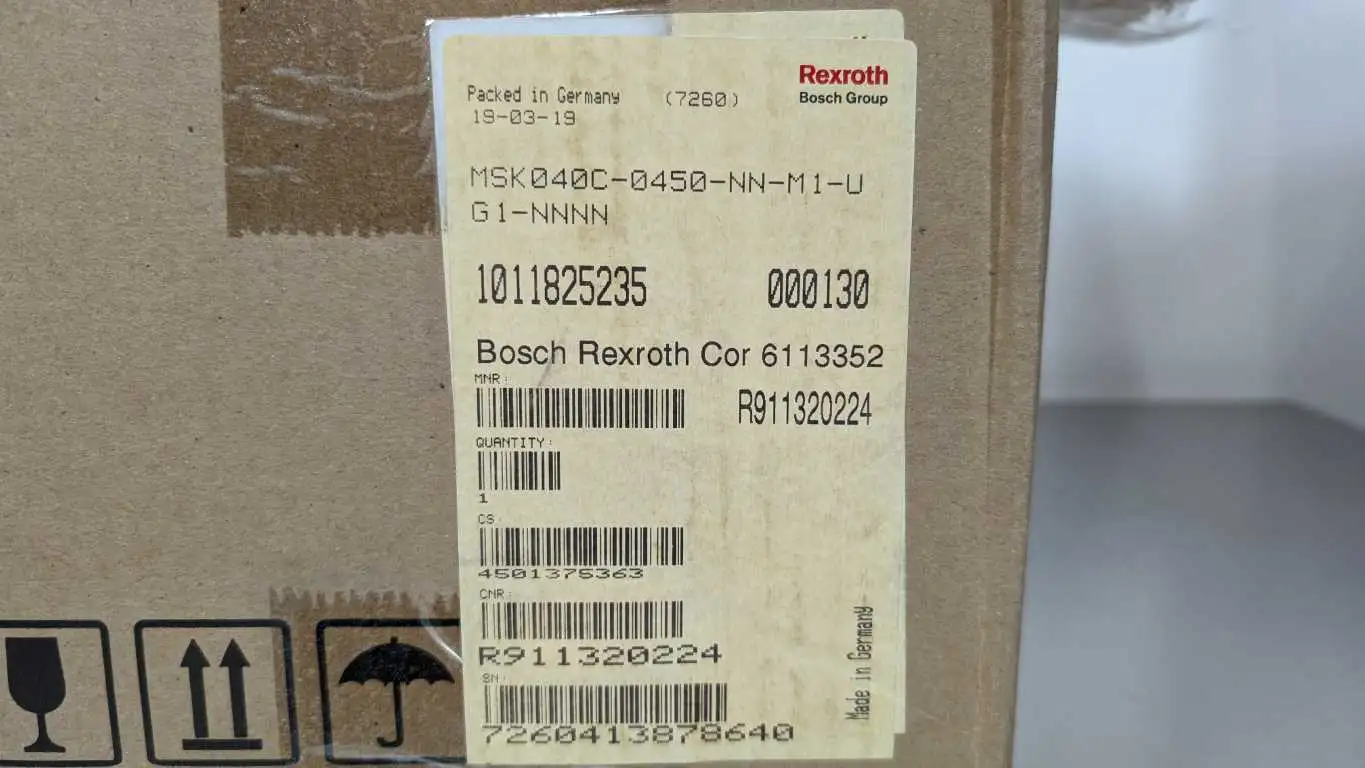 Rexroth
Bosch Group
Packed in Germany (7260)
19-03-19
MSK040C-0450-NN-M1-U
G1-NNNN
1011825235 000130
Bosch Rexroth Cor 6113352
MNR:
R911320224
QUANTITY:
1
CS
4501375363
CNR:
R911320224
SN:
7260413878640
Made in Germany